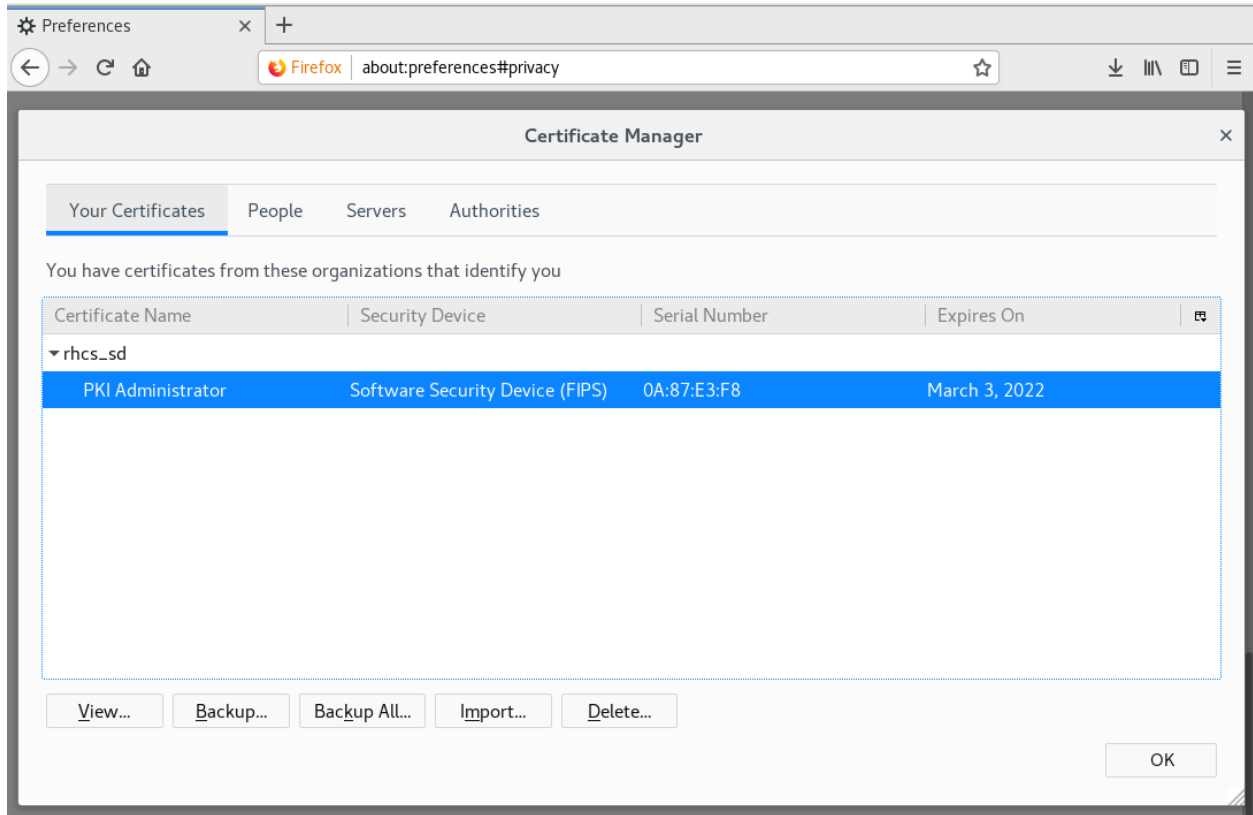 Preferences
Firefox about:preferences#privacy
Certificate Manager
Your Certificates People Servers Authorities
You have certificates from these organizations that identify you
Certificate Name Security Device Serial Number Expires On
rhcs_sd
PKI Administrator Software Security Device (FIPS) 0A:87:E3:F8 March 3, 2022
View... Backup... Backup All... Import... Delete...
OK